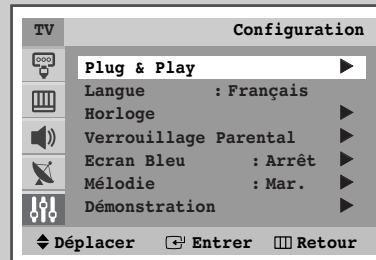 TV Configuration
Plug & Play
Langue : Français
Horloge
Verrouillage Parental
Ecran Bleu : Arrêt
Mélodie : Mar.
Démonstration
Déplacer Entrer Retour